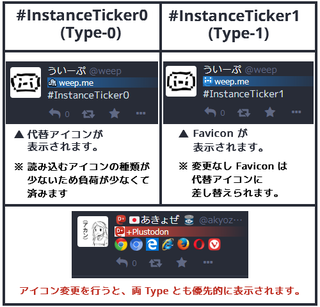 #InstanceTicker0
(Type-0)
#InstanceTicker1
(Type-1)
ういーぷ @weep
weep.me
#InstanceTicker0
ういーぷ @weep
weep.me
#InstanceTicker1
▲ 代替アイコンが
表示されます。
※ 読み込むアイコンの種類が
少ないため負荷が少なくて
済みます
▲ Favicon が
表示されます。
※ 変更なし Favicon は
代替アイコンに
差し替えられます。
あきょぜ @akyoz…
+Plustodon
アイコン変更を行うと、両 Type とも優先的に表示されます。